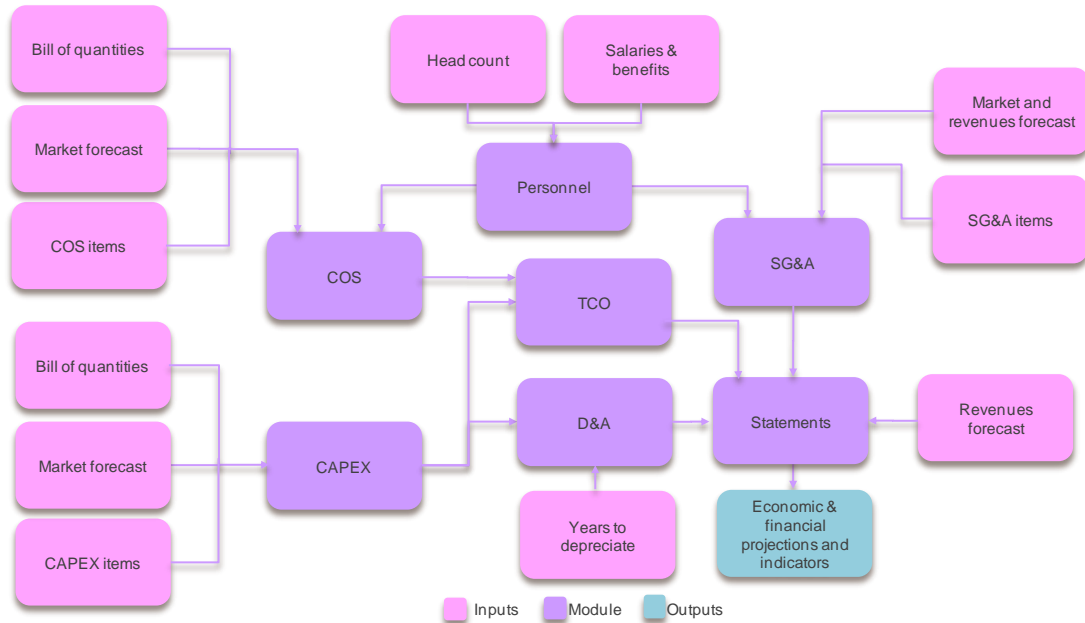 Bill of quantities
Market forecast
COS items
Head count
Salaries &
benefits
Market and
revenues forecast
SG&A items
Personnel
COS
SG&A
TCO
Bill of quantities
Market forecast
CAPEX items
CAPEX
D&A
Statements
Revenues
forecast
Years to
depreciate
Economic &
financial
projections and
indicators
Inputs
Module
Outputs